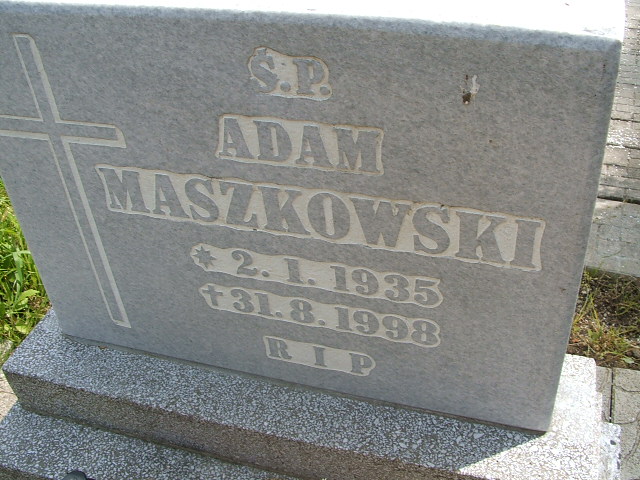 Ś.P.
ADAM
MASZKOWSKI
* 2. 1. 1935
✝ 31. 8. 1998
R I P